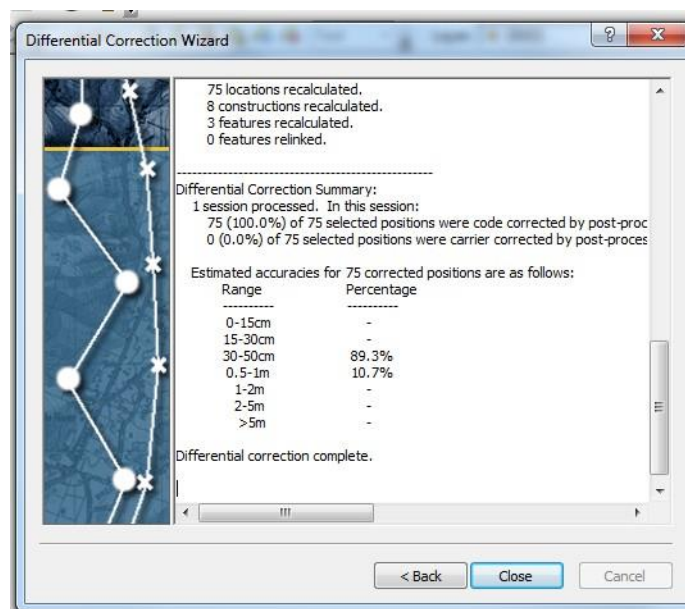 Differential Correction Wizard
75 locations recalculated.
8 constructions recalculated.
3 features recalculated.
0 features relinked.
--------------------------------------------------
Differential Correction Summary:
1 session processed. In this session:
75 (100.0%) of 75 selected positions were code corrected by post-proc
0 (0.0%) of 75 selected positions were carrier corrected by post-proces
Estimated accuracies for 75 corrected positions are as follows:
Range Percentage
---------- ----------
0-15cm -
15-30cm -
30-50cm 89.3%
0.5-1m 10.7%
1-2m -
2-5m -
>5m -
Differential correction complete.
< Back Close Cancel